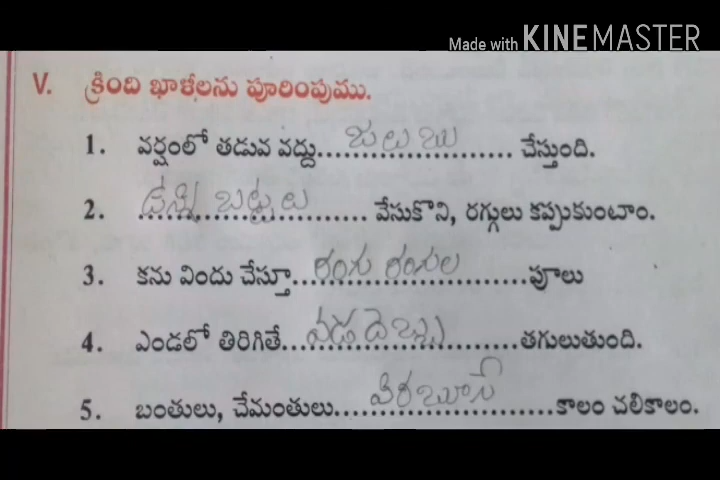 Made with KINEMASTER
V. క్రింది ఖాళీలను పూరింపుము.
1. వర్షంలో తడువ వద్దు......జలుబు...... చేస్తుంది.
2. ......ఉన్ని బట్టలు...... వేసుకొని, రగ్గులు కప్పుకుంటాం.
3. కను విందు చేస్తూ......రంగు రంగుల......పూలు
4. ఎండలో తిరిగితే......వడదెబ్బ......తగులుతుంది.
5. బంతులు, చేమంతులు......విరబూసే......కాలం చలికాలం.